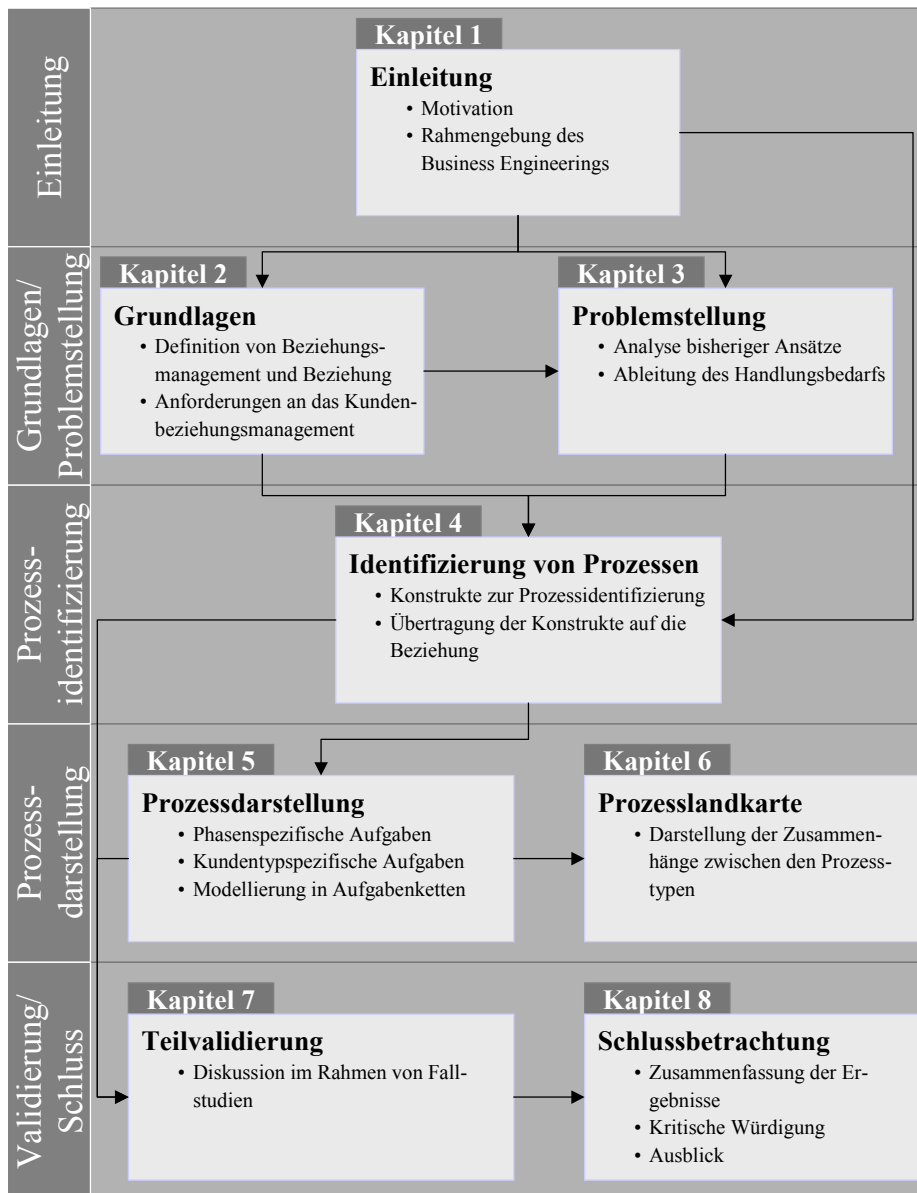 Einleitung
Kapitel 1
Einleitung
• Motivation
• Rahmengebung des
Business Engineerings
Grundlagen/
Problemstellung
Kapitel 2
Grundlagen
• Definition von Beziehungs-
management und Beziehung
• Anforderungen an das Kunden-
beziehungsmanagement
Kapitel 3
Problemstellung
• Analyse bisheriger Ansätze
• Ableitung des Handlungsbedarfs
Prozess-
identifizierung
Kapitel 4
Identifizierung von Prozessen
• Konstrukte zur Prozessidentifizierung
• Übertragung der Konstrukte auf die
Beziehung
Prozess-
darstellung
Kapitel 5
Prozessdarstellung
• Phasenspezifische Aufgaben
• Kundentypspezifische Aufgaben
• Modellierung in Aufgabenketten
Kapitel 6
Prozesslandkarte
• Darstellung der Zusammen-
hänge zwischen den Prozess-
typen
Validierung/
Schluss
Kapitel 7
Teilvalidierung
• Diskussion im Rahmen von Fall-
studien
Kapitel 8
Schlussbetrachtung
• Zusammenfassung der Er-
gebnisse
• Kritische Würdigung
• Ausblick